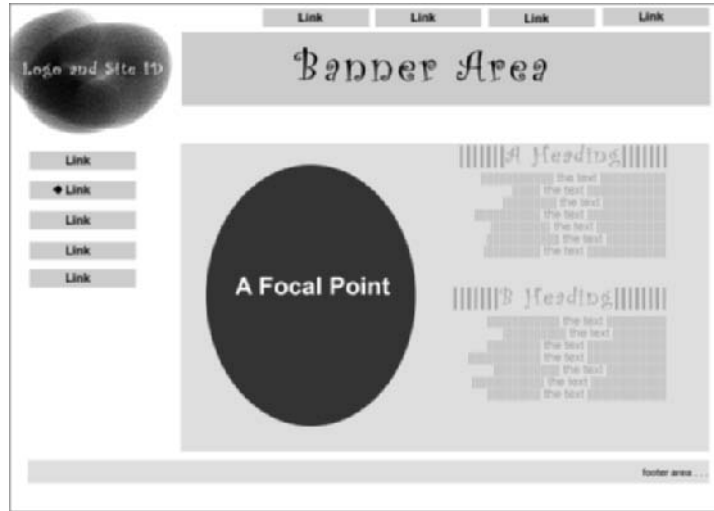 Link Link Link Link
Logo and Site ID
Banner Area
Link
Link
Link
Link
Link
A Focal Point
||||||| A Heading |||||||
the text
the text
the text
the text
the text
the text
the text
||||||| B Heading ||||||||
the text
the text
the text
the text
the text
the text
the text
footer area . . .